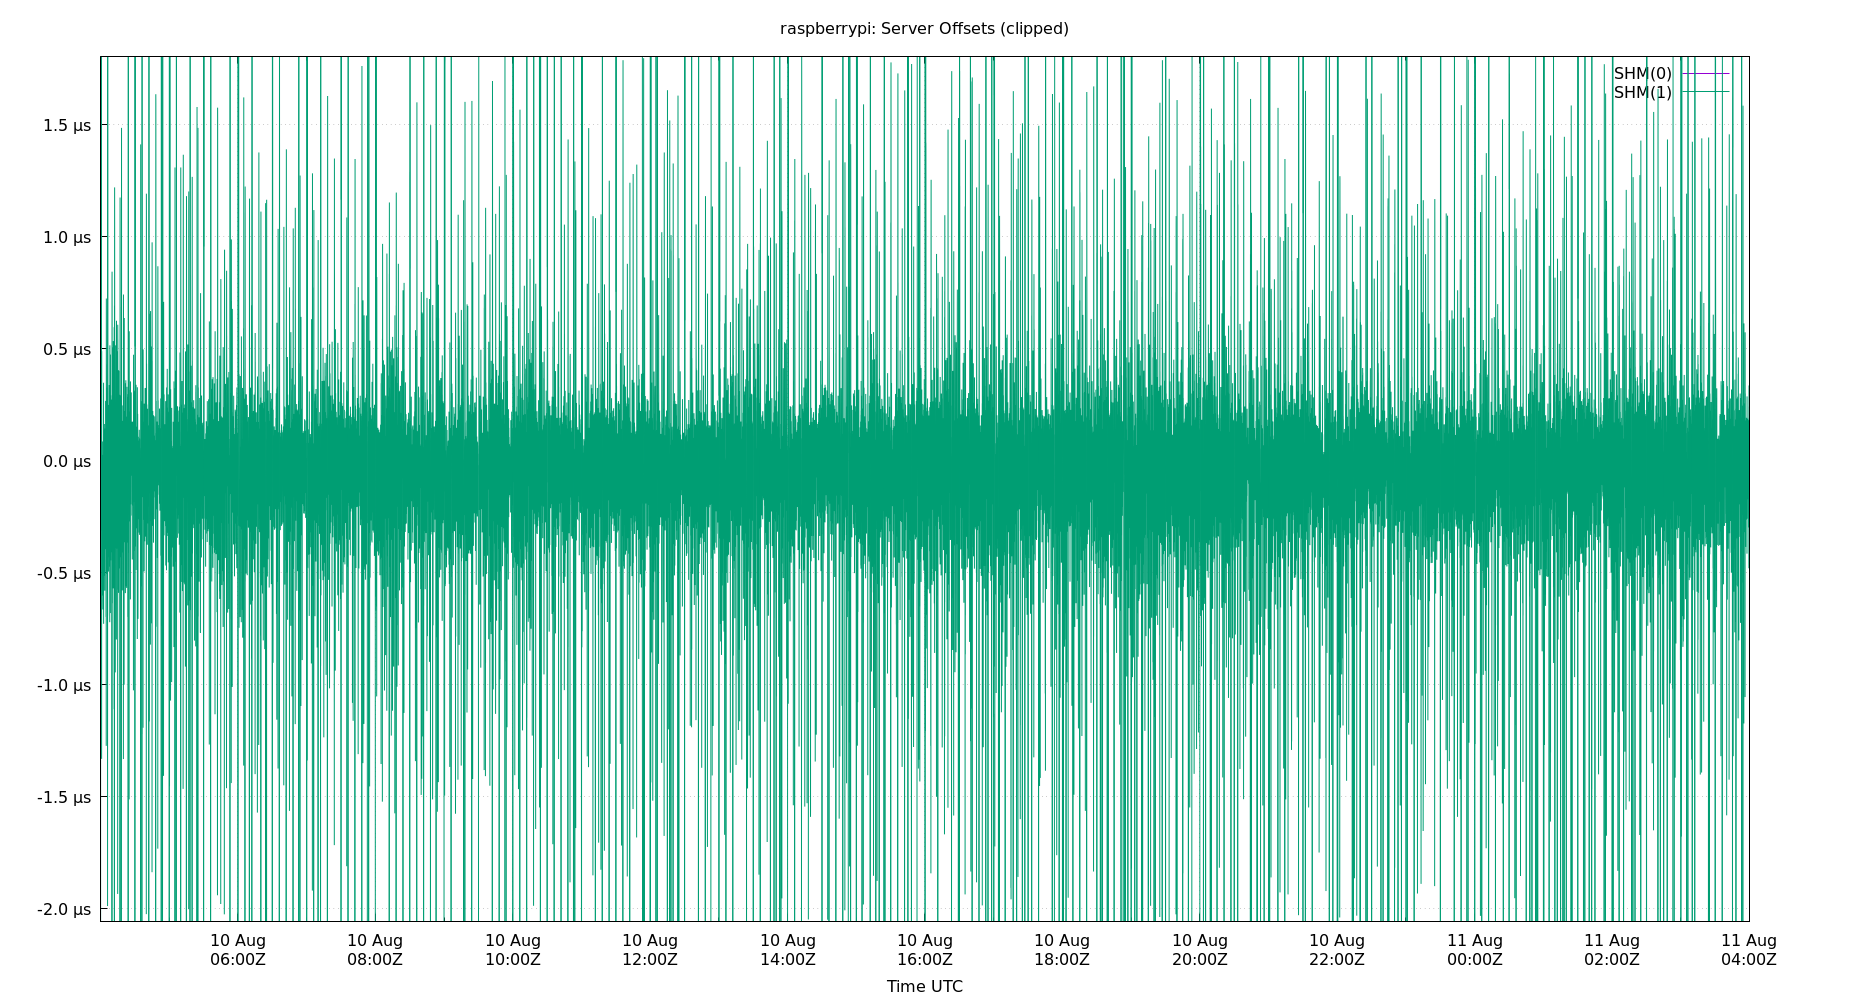 raspberrypi: Server Offsets (clipped)
SHM(0)
SHM(1)
1.5 µs
1.0 µs
0.5 µs
0.0 µs
-0.5 µs
-1.0 µs
-1.5 µs
-2.0 µs
10 Aug 10 Aug 10 Aug 10 Aug 10 Aug 10 Aug 10 Aug 10 Aug 10 Aug 11 Aug 11 Aug 11 Aug
06:00Z 08:00Z 10:00Z 12:00Z 14:00Z 16:00Z 18:00Z 20:00Z 22:00Z 00:00Z 02:00Z 04:00Z
Time UTC